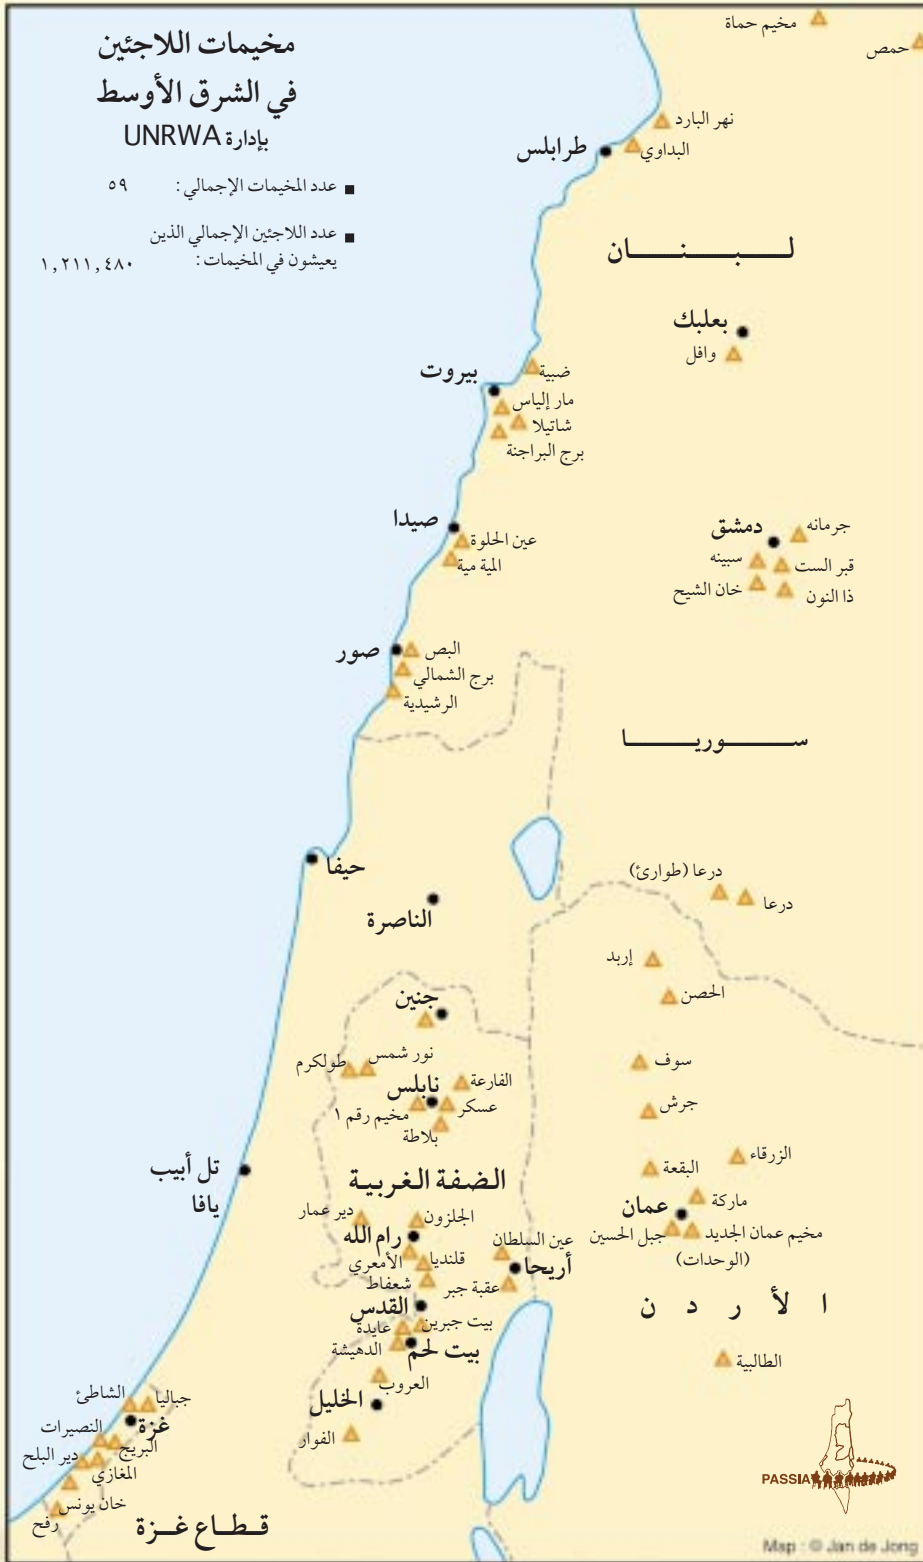 مخيمات اللاجئين
في الشرق الأوسط
بإدارة UNRWA
■ عدد المخيمات الإجمالي : ٥٩
■ عدد اللاجئين الإجمالي الذين
يعيشون في المخيمات : ١,٢١١,٤٨٠
مخيم حماة
حمص
نهر البارد
البداوي
طرابلس
لـبـنـان
بعلبك
وافل
ضبية
بيروت
مار إلياس
شاتيلا
برج البراجنة
صيدا
عين الحلوة
المية مية
جرمانه
دمشق
سبينه
قبر الست
خان الشيح
ذا النون
صور
البص
برج الشمالي
الرشيدية
سـوريـا
حيفا
الناصرة
درعا (طوارئ)
درعا
إربد
الحصن
جنين
سوف
نور شمس
طولكرم
الفارعة
نابلس
عسكر
مخيم رقم ١
بلاطة
جرش
الزرقاء
البقعة
تل أبيب
يافا
الضفة الغربية
ماركة
عمان
جبل الحسين
مخيم عمان الجديد
(الوحدات)
دير عمار
الجلزون
رام الله
الأمعري
قلنديا
شعفاط
عين السلطان
أريحا
عقبة جبر
القدس
بيت جبرين
عايدة
بيت لحم
الدهيشة
الأردن
الطالبية
العروب
الخليل
الفوار
الشاطئ
جباليا
غزة
النصيرات
البريج
دير البلح
المغازي
خان يونس
رفح
قـطـاع غـزة
PASSIA
Map : © Jan de Jong